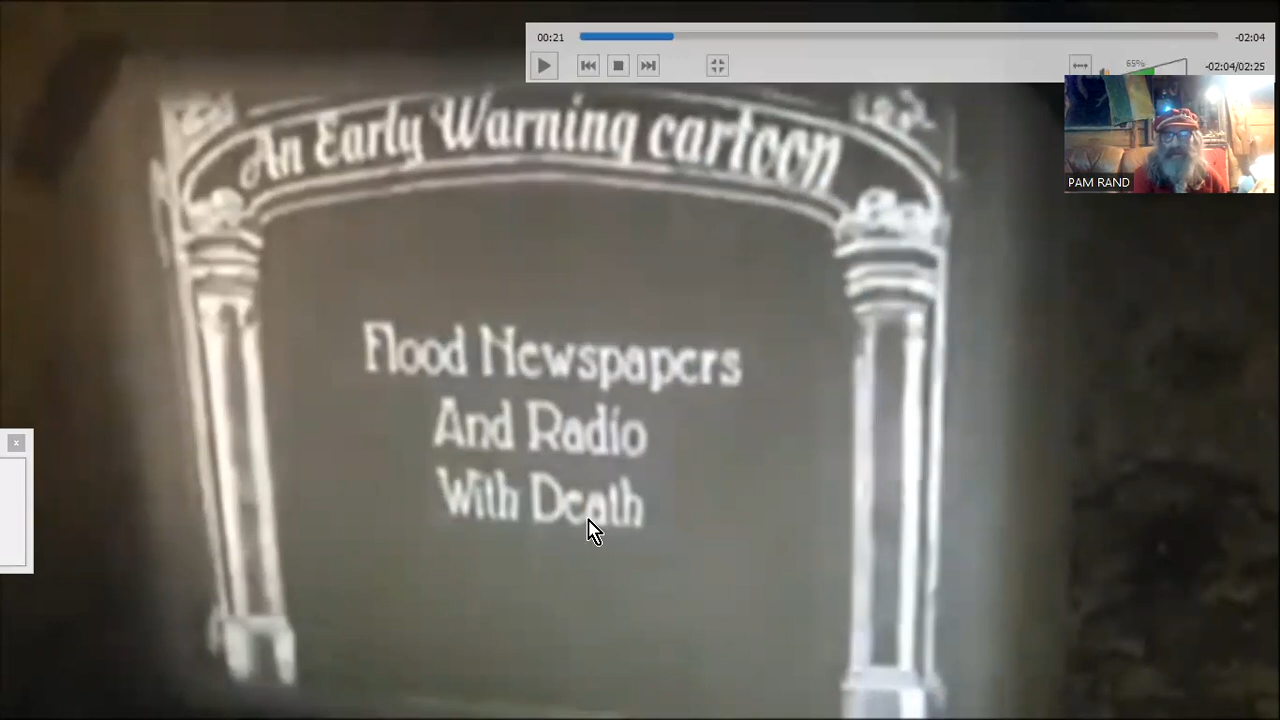 00:21
-02:04
65%
-02:04/02:25
PAM RAND
An Early Warning cartoon
Flood Newspapers
And Radio
With Death
x